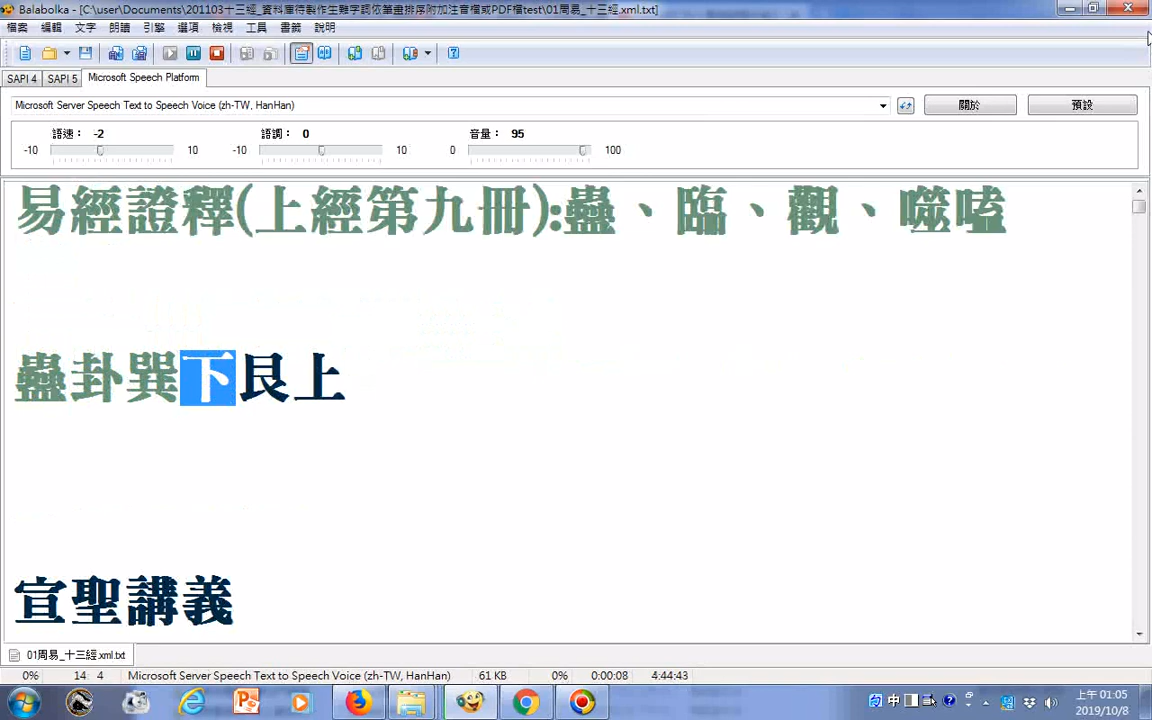 Balabolka - [C:\user\Documents\201103十三經_資料庫待製作生難字詞依筆畫排序附加注音檔或PDF檔test\01周易_十三經.xml.txt]
檔案 編輯 文字 朗讀 引擎 選項 檢視 工具 書籤 說明
SAPI 4 SAPI 5 Microsoft Speech Platform
Microsoft Server Speech Text to Speech Voice (zh-TW, HanHan) 關於 預設
語速： -2 語調： 0 音量： 95
-10 10 -10 10 0 100
易經證釋(上經第九冊):蠱、臨、觀、噬嗑
蠱卦巽下艮上
宣聖講義
01周易_十三經.xml.txt
0% 14: 4 Microsoft Server Speech Text to Speech Voice (zh-TW, HanHan) 61 KB 0% 0:00:08 4:44:43
中
上午 01:05
2019/10/8